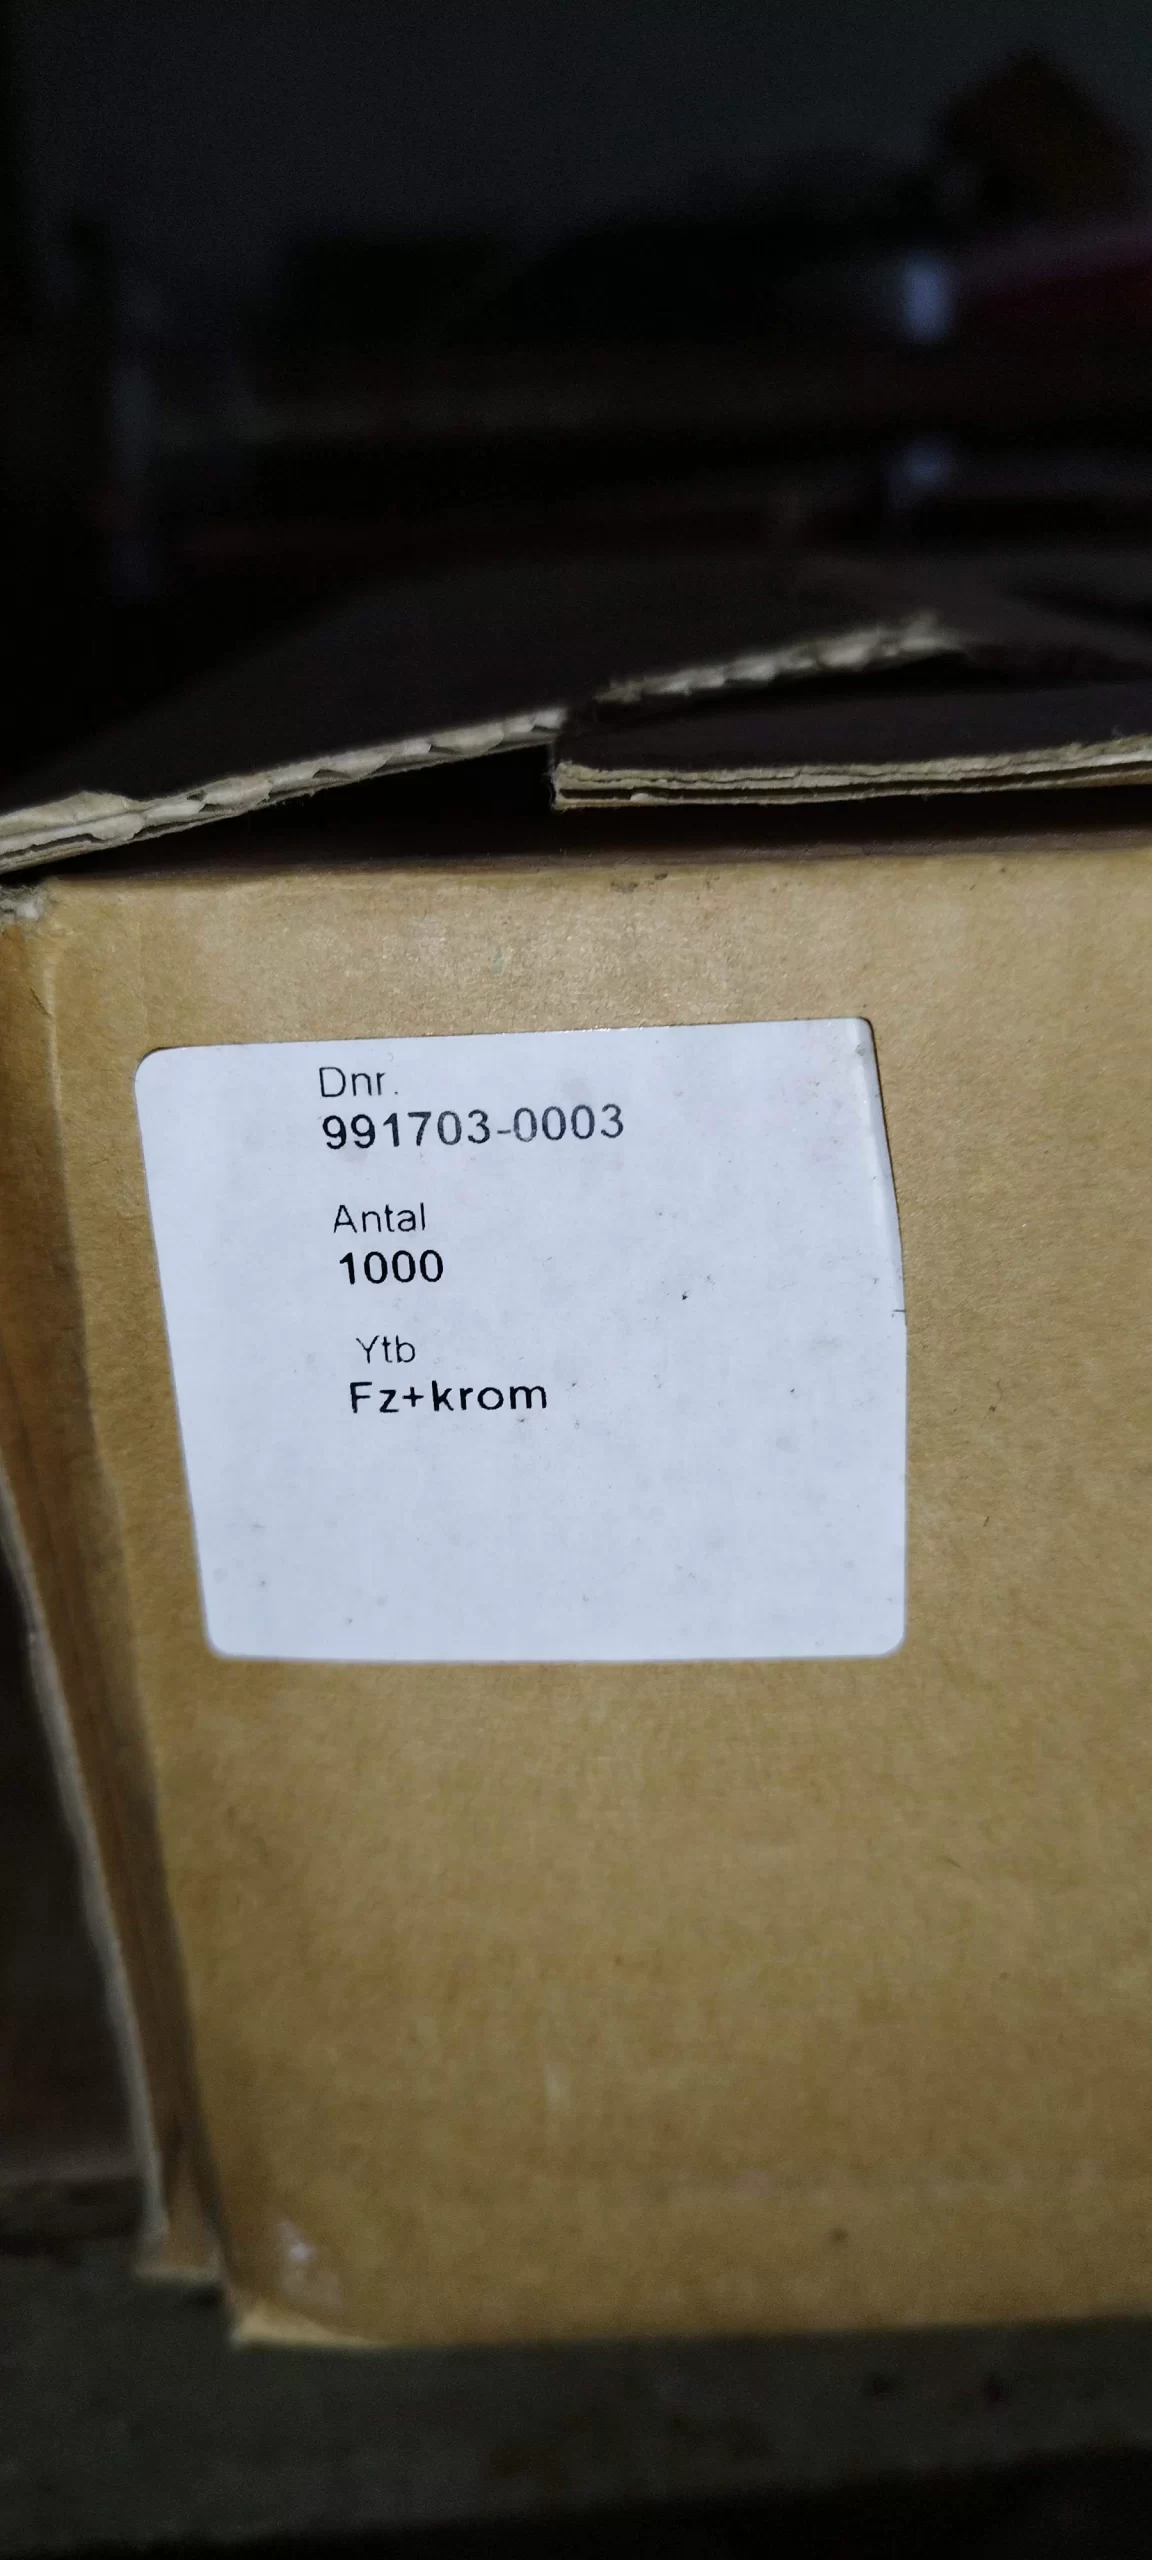 Dnr.
991703-0003
Antal
1000
Ytb
Fz+krom